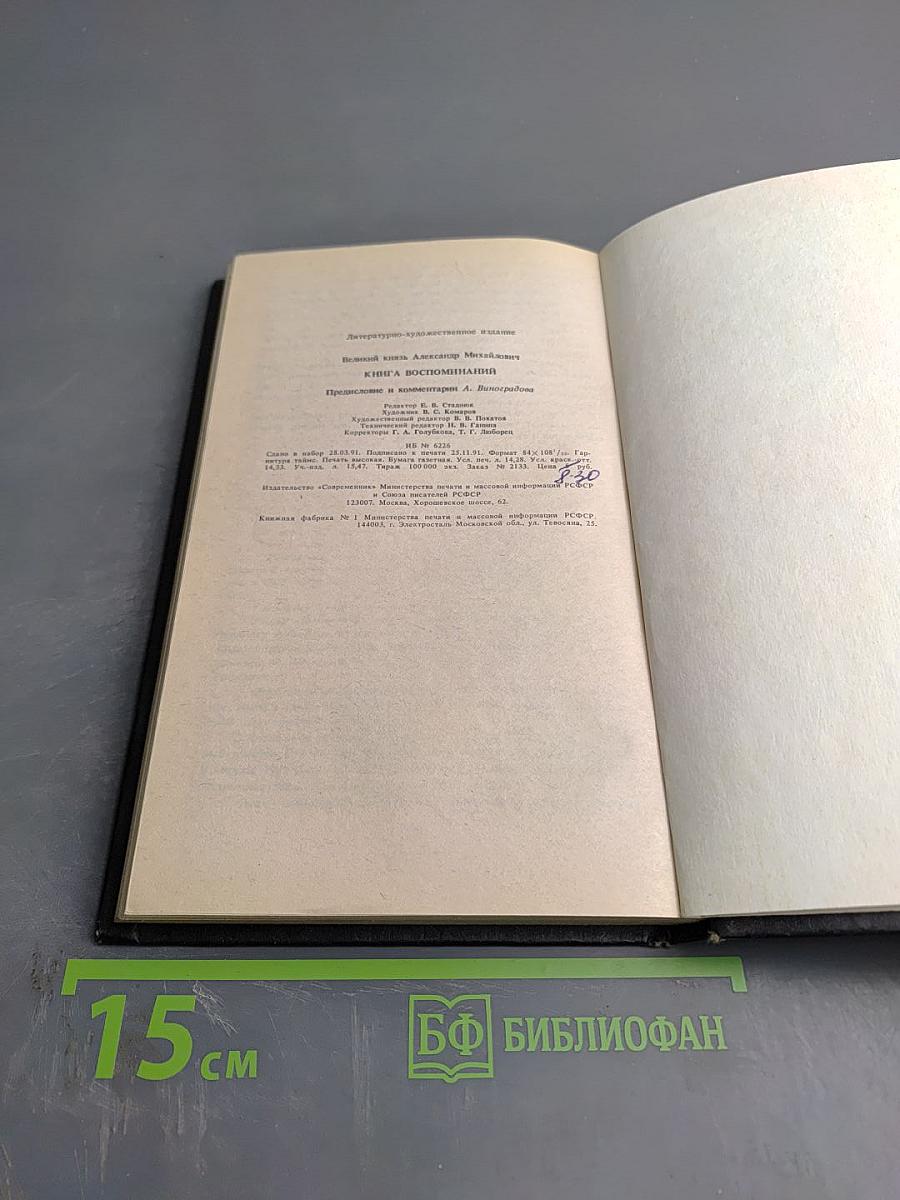 Литературно-художественное издание
Великий князь Александр Михайлович
КНИГА ВОСПОМИНАНИЙ
Предисловие и комментарии А. Виноградова
Редактор Е. В. Стаднюк
Художник В. С. Комаров
Художественный редактор В. В. Покатов
Технический редактор Н. В. Ганина
Корректоры Г. А. Голубкова, Т. Г. Люборец
ИБ № 6226
Сдано в набор 28.03.91. Подписано к печати 25.11.91. Формат 84×108¹/₃₂. Гар-
нитура таймс. Печать высокая. Бумага газетная. Усл. печ. л. 14,28. Усл. краск.-отт.
14,33. Уч.-изд. л. 15,47. Тираж 100 000 экз. Заказ № 2133. Цена руб.
8-30
Издательство «Современник» Министерства печати и массовой информации РСФСР
и Союза писателей РСФСР
123007, Москва, Хорошевское шоссе, 62.
Книжная фабрика № 1 Министерства печати и массовой информации РСФСР,
144003, г. Электросталь Московской обл., ул. Тевосяна, 25.
15 см
БФ БИБЛИОФАН